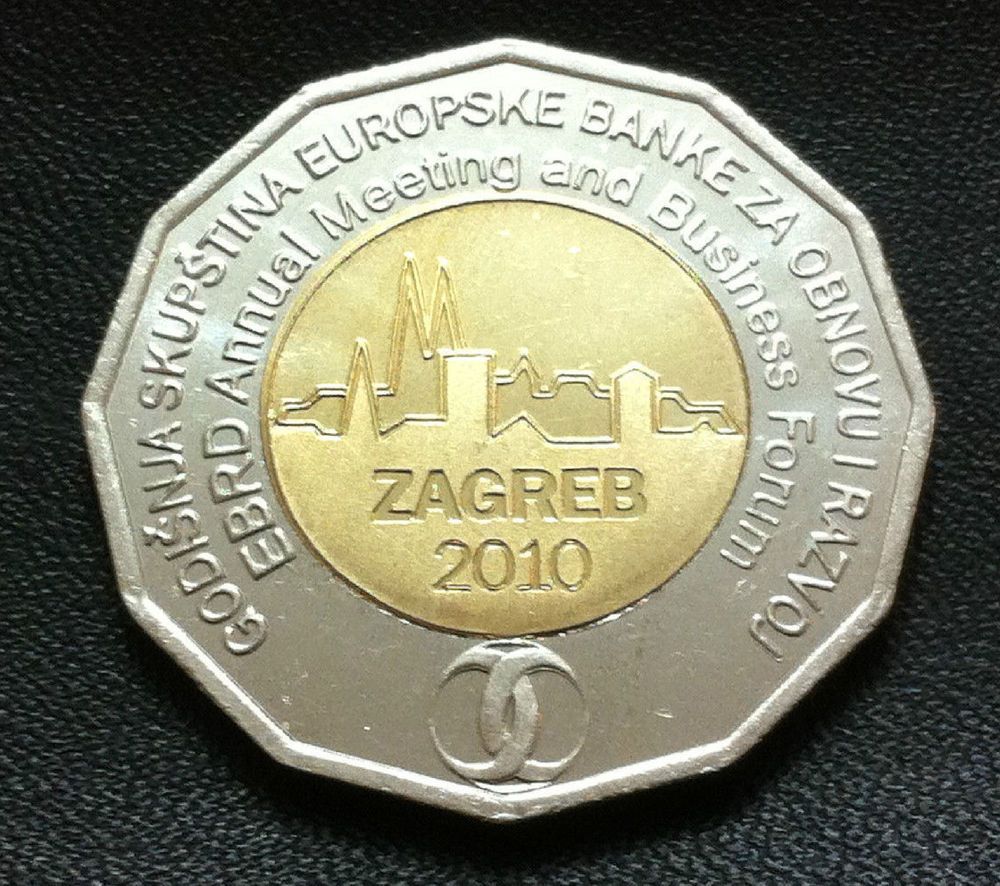 GODIŠNJA SKUPŠTINA EUROPSKE BANKE ZA OBNOVU I RAZVOJ
EBRD Annual Meeting and Business Forum
ZAGREB
2010